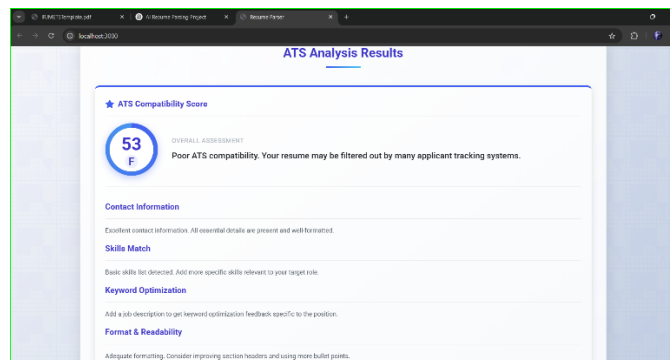 IRJMETSTemplate.pdf
AI Resume Parsing Project
Resume Parser
localhost:3000
ATS Analysis Results
ATS Compatibility Score
53
F
OVERALL ASSESSMENT
Poor ATS compatibility. Your resume may be filtered out by many applicant tracking systems.
Contact Information
Excellent contact information. All essential details are present and well-formatted.
Skills Match
Basic skills list detected. Add more specific skills relevant to your target role.
Keyword Optimization
Add a job description to get keyword optimization feedback specific to the position.
Format & Readability
Adequate formatting. Consider improving section headers and using more bullet points.